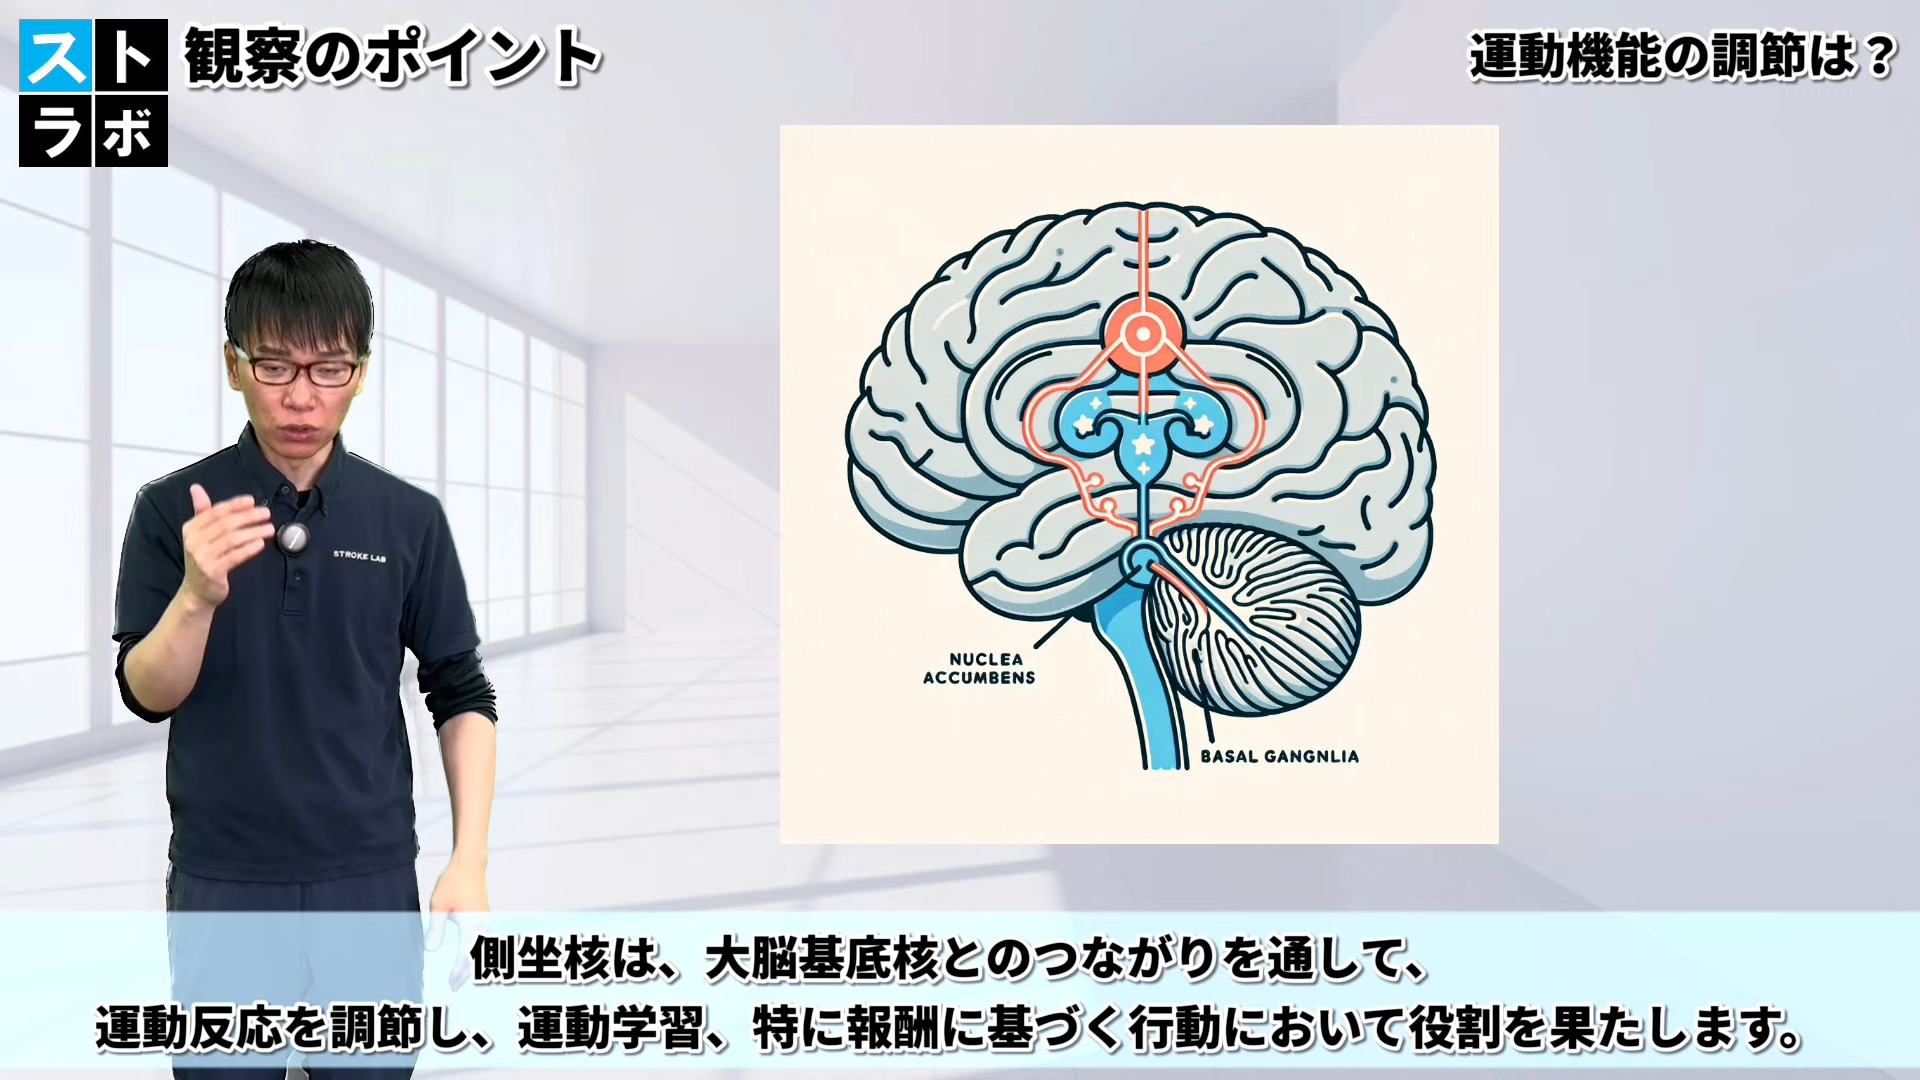 ストラボ
観察のポイント
運動機能の調節は？
STROKE LAB
NUCLEA
ACCUMBENS
BASAL GANGNLIA
側坐核は、大脳基底核とのつながりを通して、
運動反応を調節し、運動学習、特に報酬に基づく行動において役割を果たします。